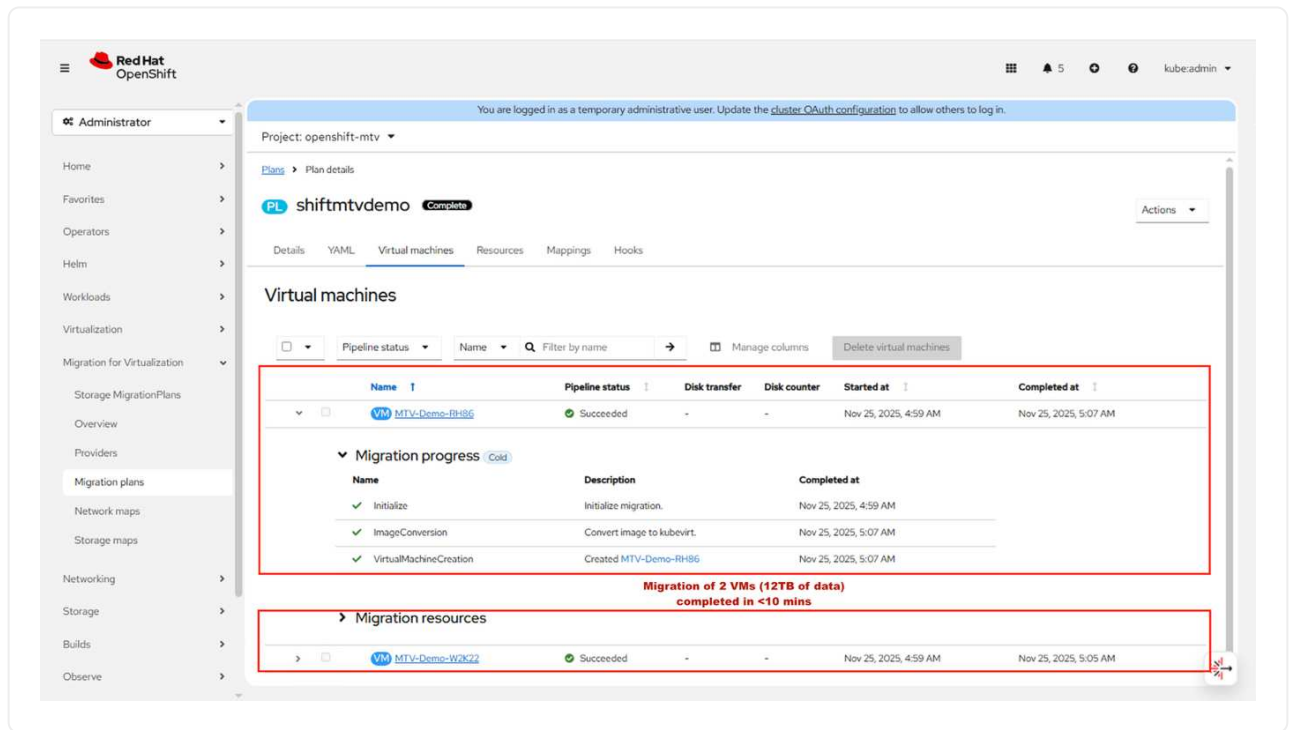 Red Hat
OpenShift
5
kube:admin
You are logged in as a temporary administrative user. Update the cluster OAuth configuration to allow others to log in.
Administrator
Project: openshift-mtv
Home
Favorites
Operators
Helm
Workloads
Virtualization
Migration for Virtualization
Storage MigrationPlans
Overview
Providers
Migration plans
Network maps
Storage maps
Networking
Storage
Builds
Observe
Plans > Plan details
PL shiftmtvdemo Complete
Actions
Details YAML Virtual machines Resources Mappings Hooks
Virtual machines
Pipeline status Name Filter by name Manage columns Delete virtual machines
Name Pipeline status Disk transfer Disk counter Started at Completed at
VM MTV-Demo-RH86 Succeeded - - Nov 25, 2025, 4:59 AM Nov 25, 2025, 5:07 AM
Migration progress Cold
Name Description Completed at
Initialize Initialize migration. Nov 25, 2025, 4:59 AM
ImageConversion Convert image to kubevirt. Nov 25, 2025, 5:07 AM
VirtualMachineCreation Created MTV-Demo-RH86 Nov 25, 2025, 5:07 AM
Migration of 2 VMs (12TB of data)
completed in <10 mins
Migration resources
VM MTV-Demo-W2K22 Succeeded - - Nov 25, 2025, 4:59 AM Nov 25, 2025, 5:05 AM